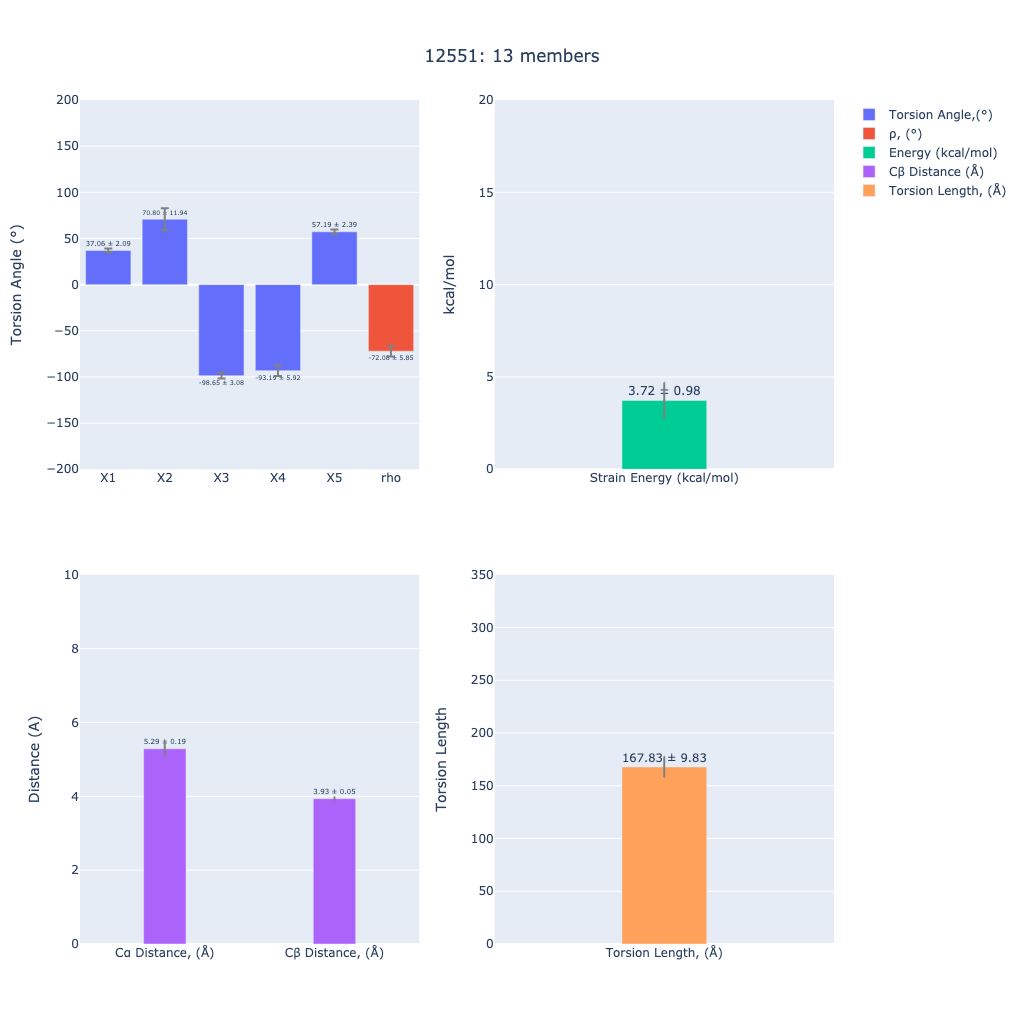 12551: 13 members
200
150
100
50
0
−50
−100
−150
−200
Torsion Angle (°)
37.06 ± 2.09
70.80 ± 11.94
-98.65 ± 3.08
-93.19 ± 5.92
57.19 ± 2.39
-72.08 ± 5.85
X1 X2 X3 X4 X5 rho
20
15
10
5
0
kcal/mol
3.72 ± 0.98
Strain Energy (kcal/mol)
Torsion Angle,(°)
ρ, (°)
Energy (kcal/mol)
Cβ Distance (Å)
Torsion Length, (Å)
10
8
6
4
2
0
Distance (A)
5.29 ± 0.19
3.93 ± 0.05
Cα Distance, (Å) Cβ Distance, (Å)
350
300
250
200
150
100
50
0
Torsion Length
167.83 ± 9.83
Torsion Length, (Å)